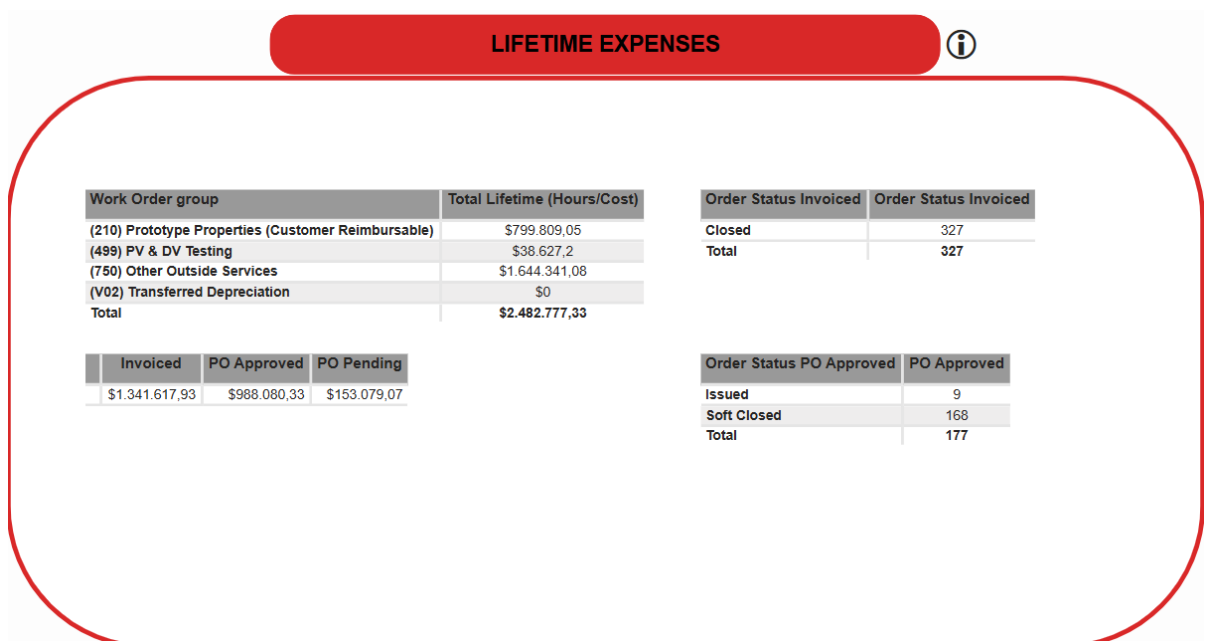 LIFETIME EXPENSES
Work Order group Total Lifetime (Hours/Cost)
(210) Prototype Properties (Customer Reimbursable) $799.809,05
(499) PV & DV Testing $38.627,2
(750) Other Outside Services $1.644.341,08
(V02) Transferred Depreciation $0
Total $2.482.777,33
Order Status Invoiced Order Status Invoiced
Closed 327
Total 327
Invoiced PO Approved PO Pending
$1.341.617,93 $988.080,33 $153.079,07
Order Status PO Approved PO Approved
Issued 9
Soft Closed 168
Total 177